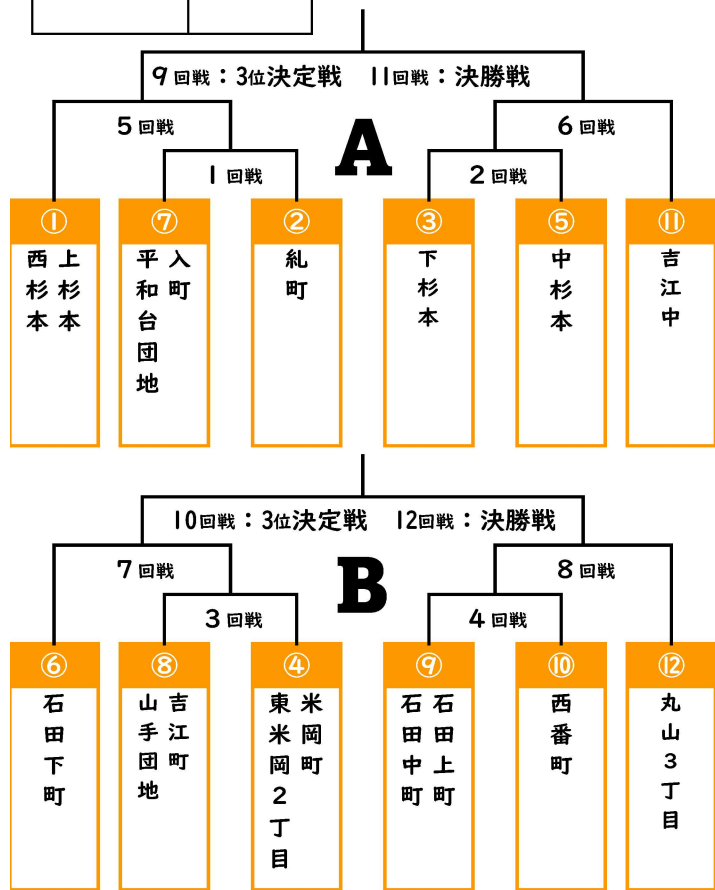 9回戦：3位決定戦　11回戦：決勝戦
5回戦
6回戦
A
1回戦
2回戦
①
⑦
②
③
⑤
⑪
上杉本
西杉本
入町
平和台団地
糺町
下杉本
中杉本
吉江中
10回戦：3位決定戦　12回戦：決勝戦
7回戦
8回戦
B
3回戦
4回戦
⑥
⑧
④
⑨
⑩
⑫
石田下町
吉江町
山手団地
米岡町
東米岡2丁目
石田上町
石田中町
西番町
丸山3丁目